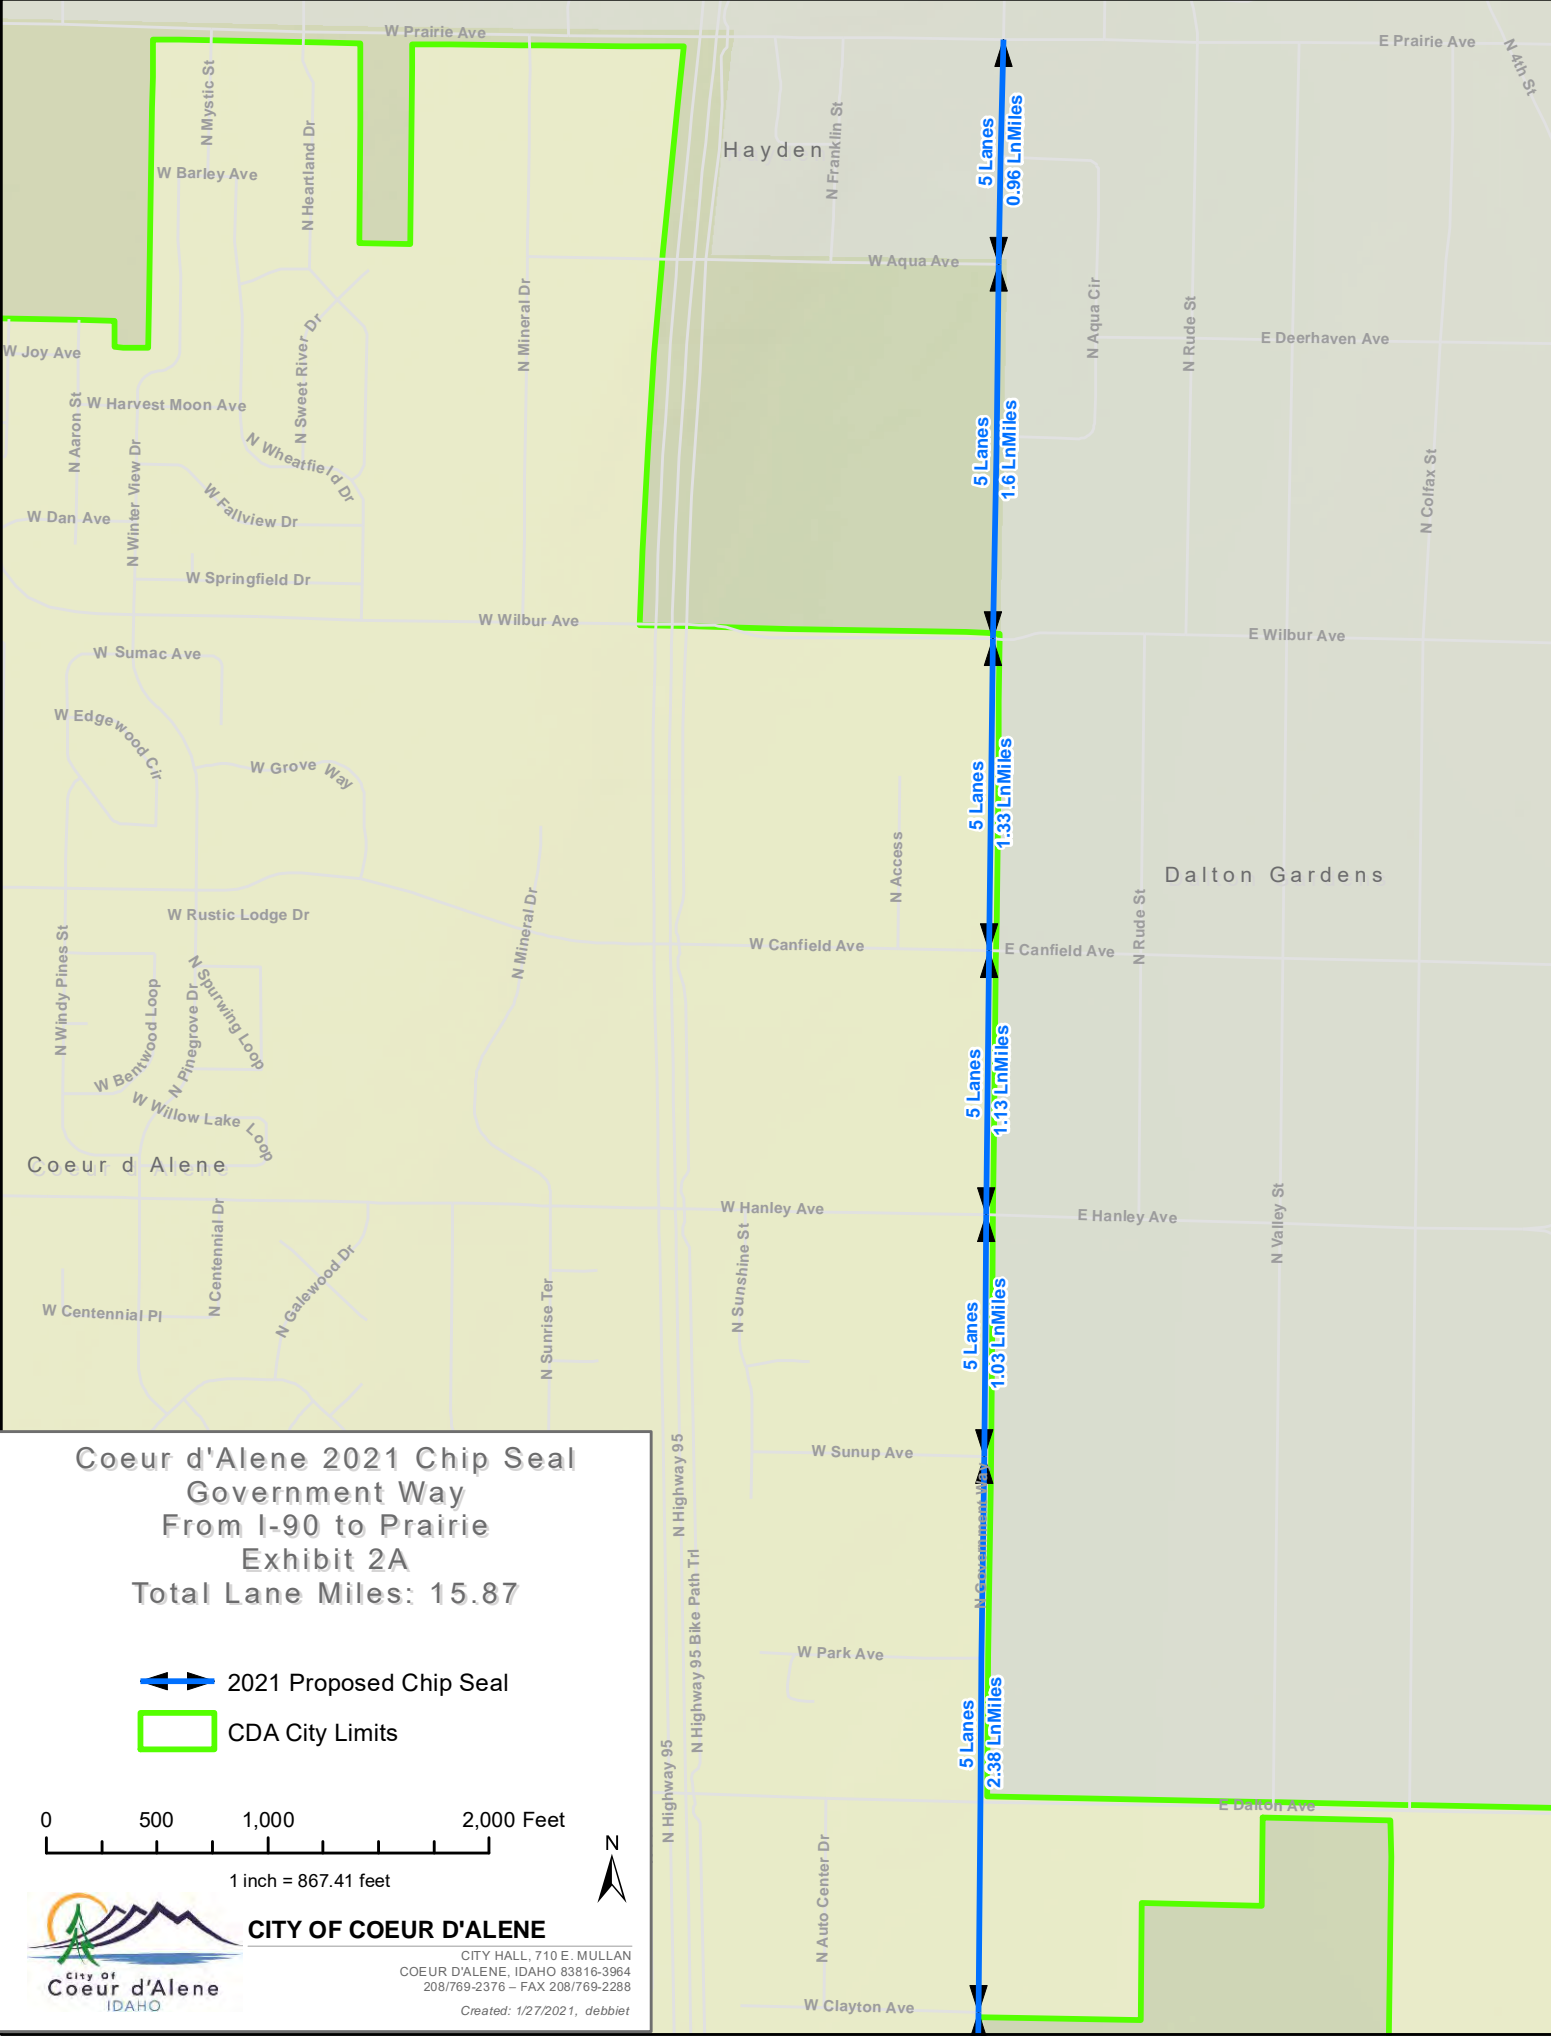 W Prairie Ave
E Prairie Ave
N 4th St
N Mystic St
N Heartland Dr
W Barley Ave
Hayden
N Franklin St
5 Lanes
0.96 LnMiles
W Aqua Ave
N Mineral Dr
N Aqua Cir
N Rude St
E Deerhaven Ave
W Joy Ave
N Sweet River Dr
N Aaron St
W Harvest Moon Ave
N Wheatfield Dr
N Winter View Dr
W Fallview Dr
W Dan Ave
5 Lanes
1.6 LnMiles
N Colfax St
W Springfield Dr
W Wilbur Ave
E Wilbur Ave
W Sumac Ave
W Edgewood Cir
W Grove Way
5 Lanes
1.33 LnMiles
N Access
Dalton Gardens
W Rustic Lodge Dr
N Mineral Dr
W Canfield Ave
E Canfield Ave
N Rude St
N Windy Pines St
W Bentwood Loop
N Pinegrove Dr
N Spurwing Loop
W Willow Lake Loop
5 Lanes
1.13 LnMiles
Coeur d Alene
W Hanley Ave
E Hanley Ave
N Valley St
N Centennial Dr
N Galewood Dr
W Centennial Pl
N Sunrise Ter
N Sunshine St
5 Lanes
1.03 LnMiles
W Sunup Ave
N Highway 95
N Government Way
N Highway 95 Bike Path Trl
W Park Ave
5 Lanes
2.38 LnMiles
N Highway 95
E Dalton Ave
N Auto Center Dr
W Clayton Ave
Coeur d'Alene 2021 Chip Seal
Government Way
From I-90 to Prairie
Exhibit 2A
Total Lane Miles: 15.87
2021 Proposed Chip Seal
CDA City Limits
0 500 1,000 2,000 Feet
N
1 inch = 867.41 feet
City Of
Coeur d'Alene
IDAHO
CITY OF COEUR D'ALENE
CITY HALL, 710 E. MULLAN
COEUR D'ALENE, IDAHO 83816-3964
208/769-2376 – FAX 208/769-2288
Created: 1/27/2021, debbiet